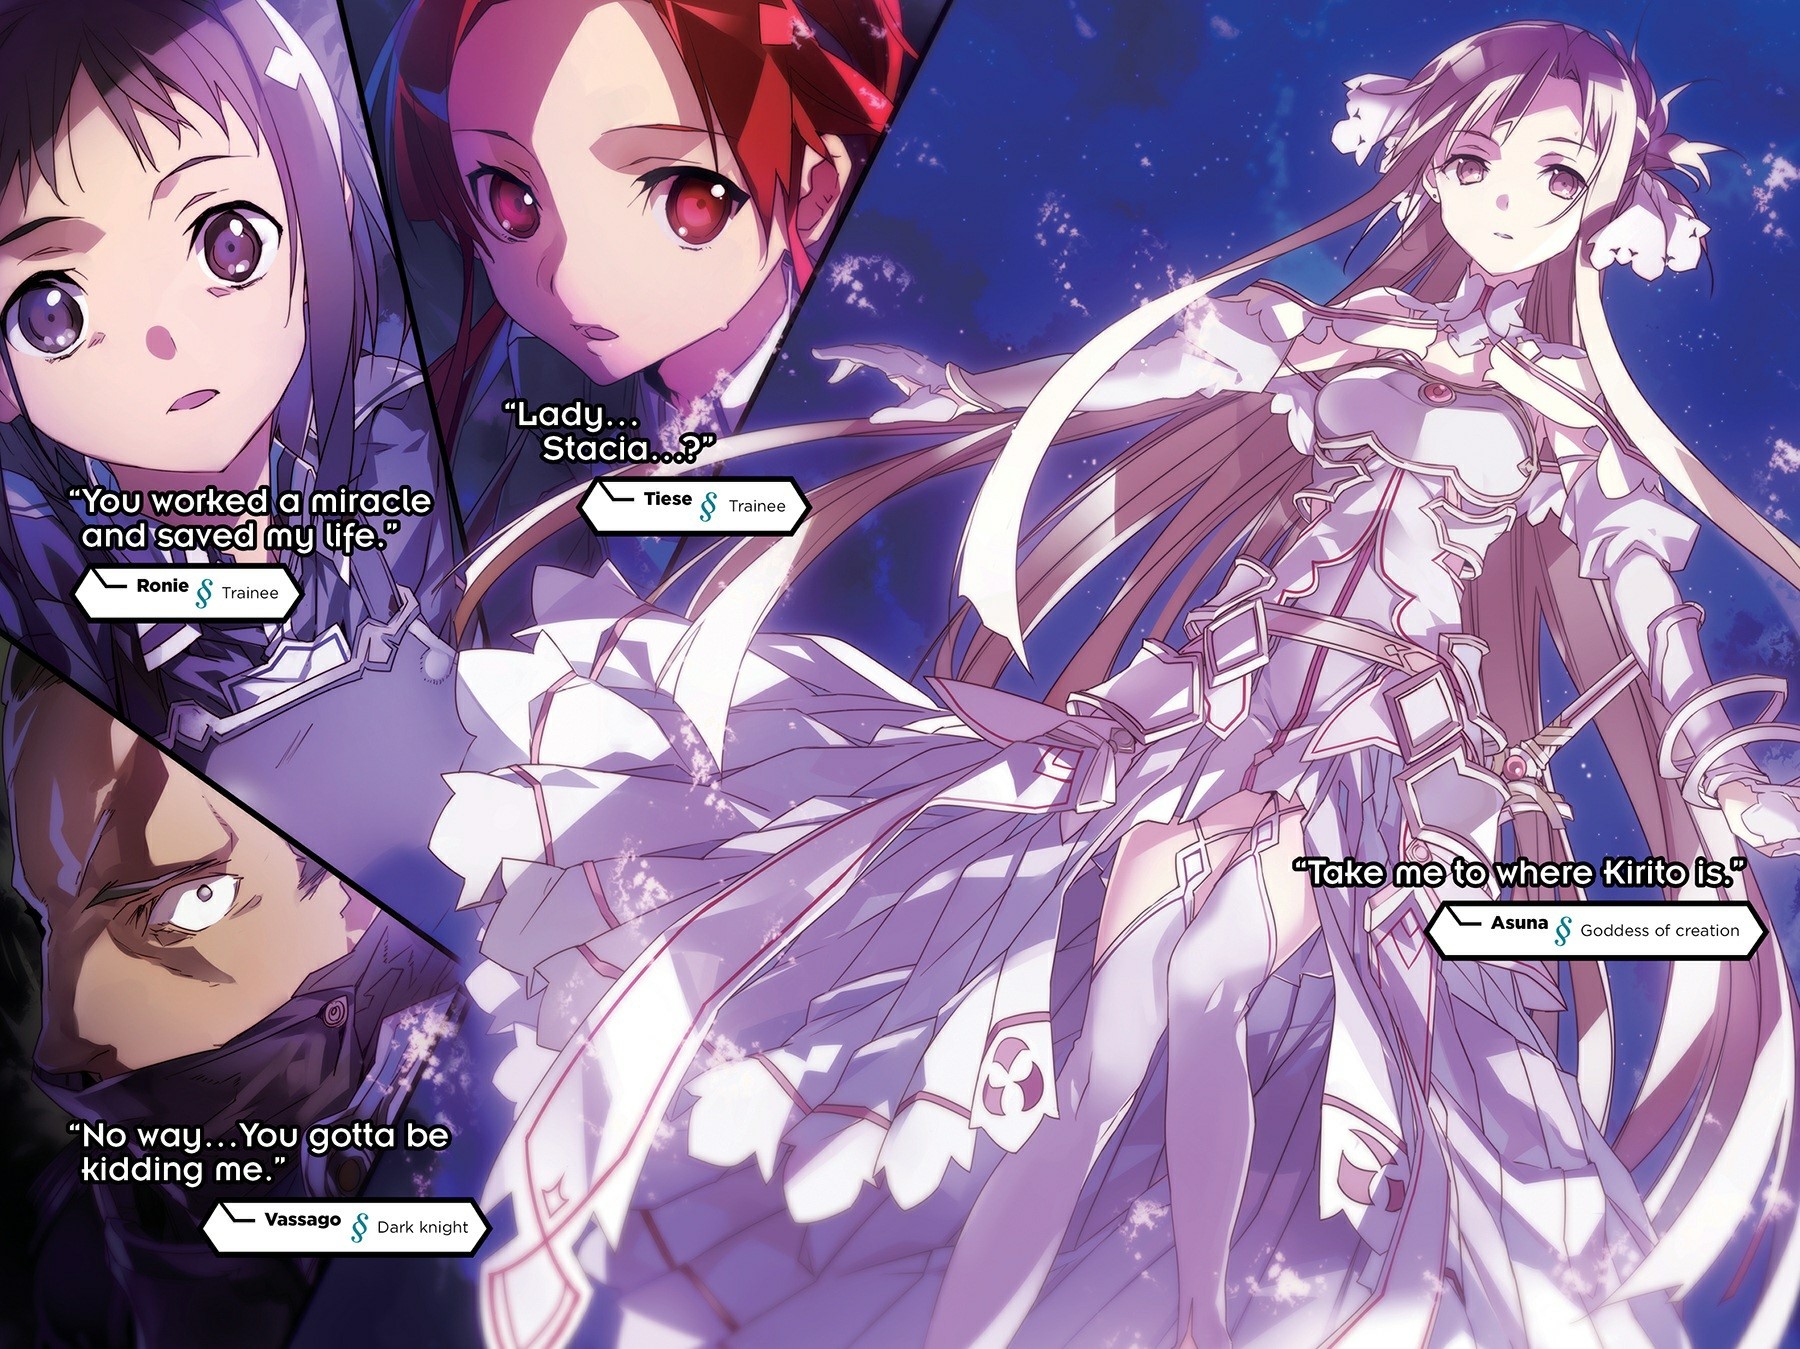 “Lady…
Stacia…?”
Tiese § Trainee
“You worked a miracle
and saved my life.”
Ronie § Trainee
“Take me to where Kirito is.”
Asuna § Goddess of creation
“No way…You gotta be
kidding me.”
Vassago § Dark knight